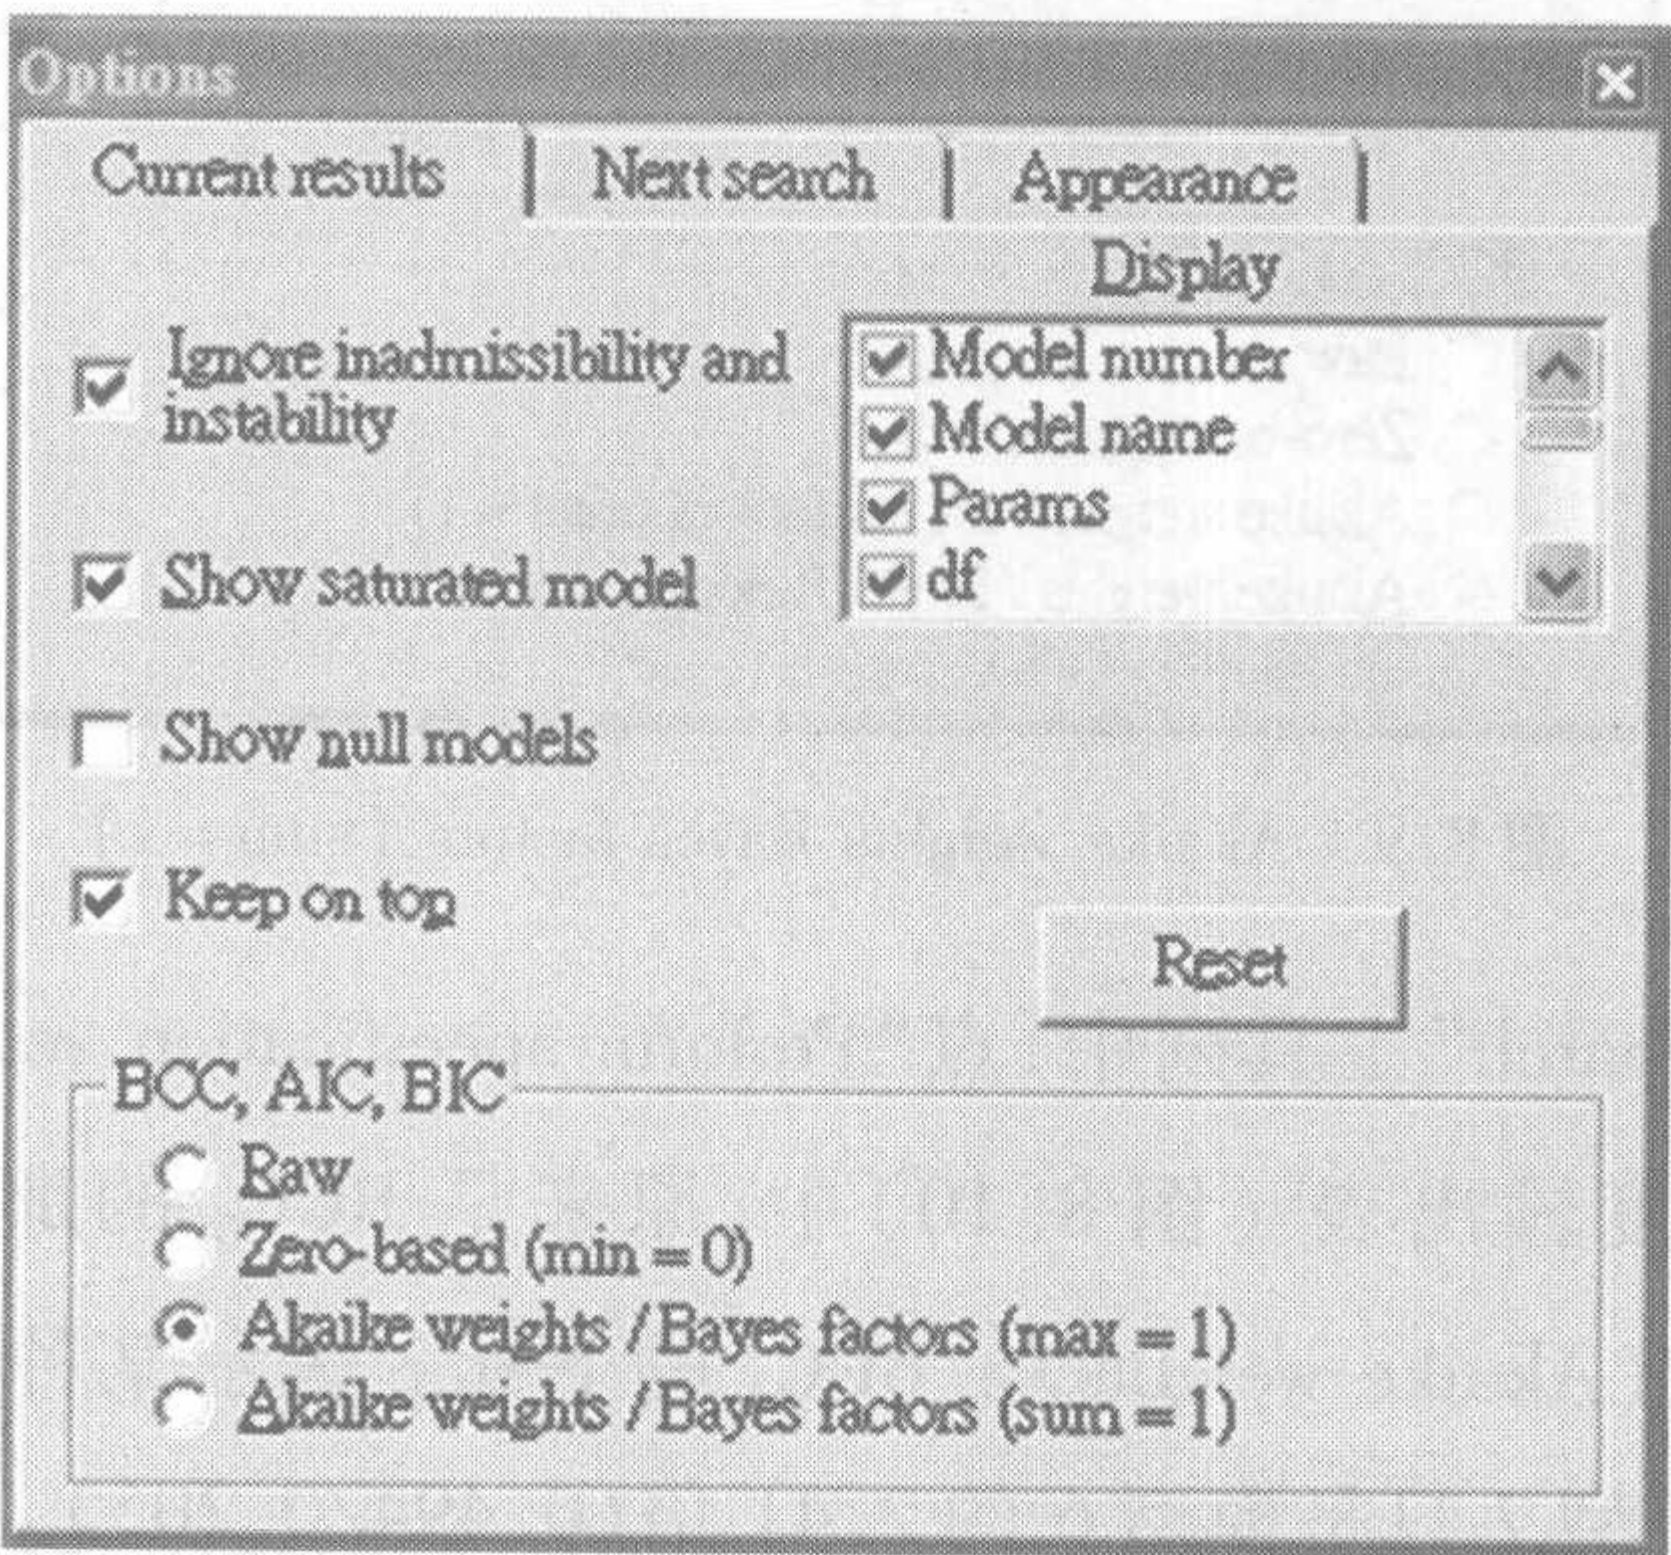 Options
Current results
Next search
Appearance
Display
Ignore inadmissibility and
instability
Show saturated model
Show null models
Keep on top
Model number
Model name
Params
df
Reset
BCC, AIC, BIC
Raw
Zero-based (min = 0)
Akaike weights / Bayes factors (max = 1)
Akaike weights / Bayes factors (sum = 1)